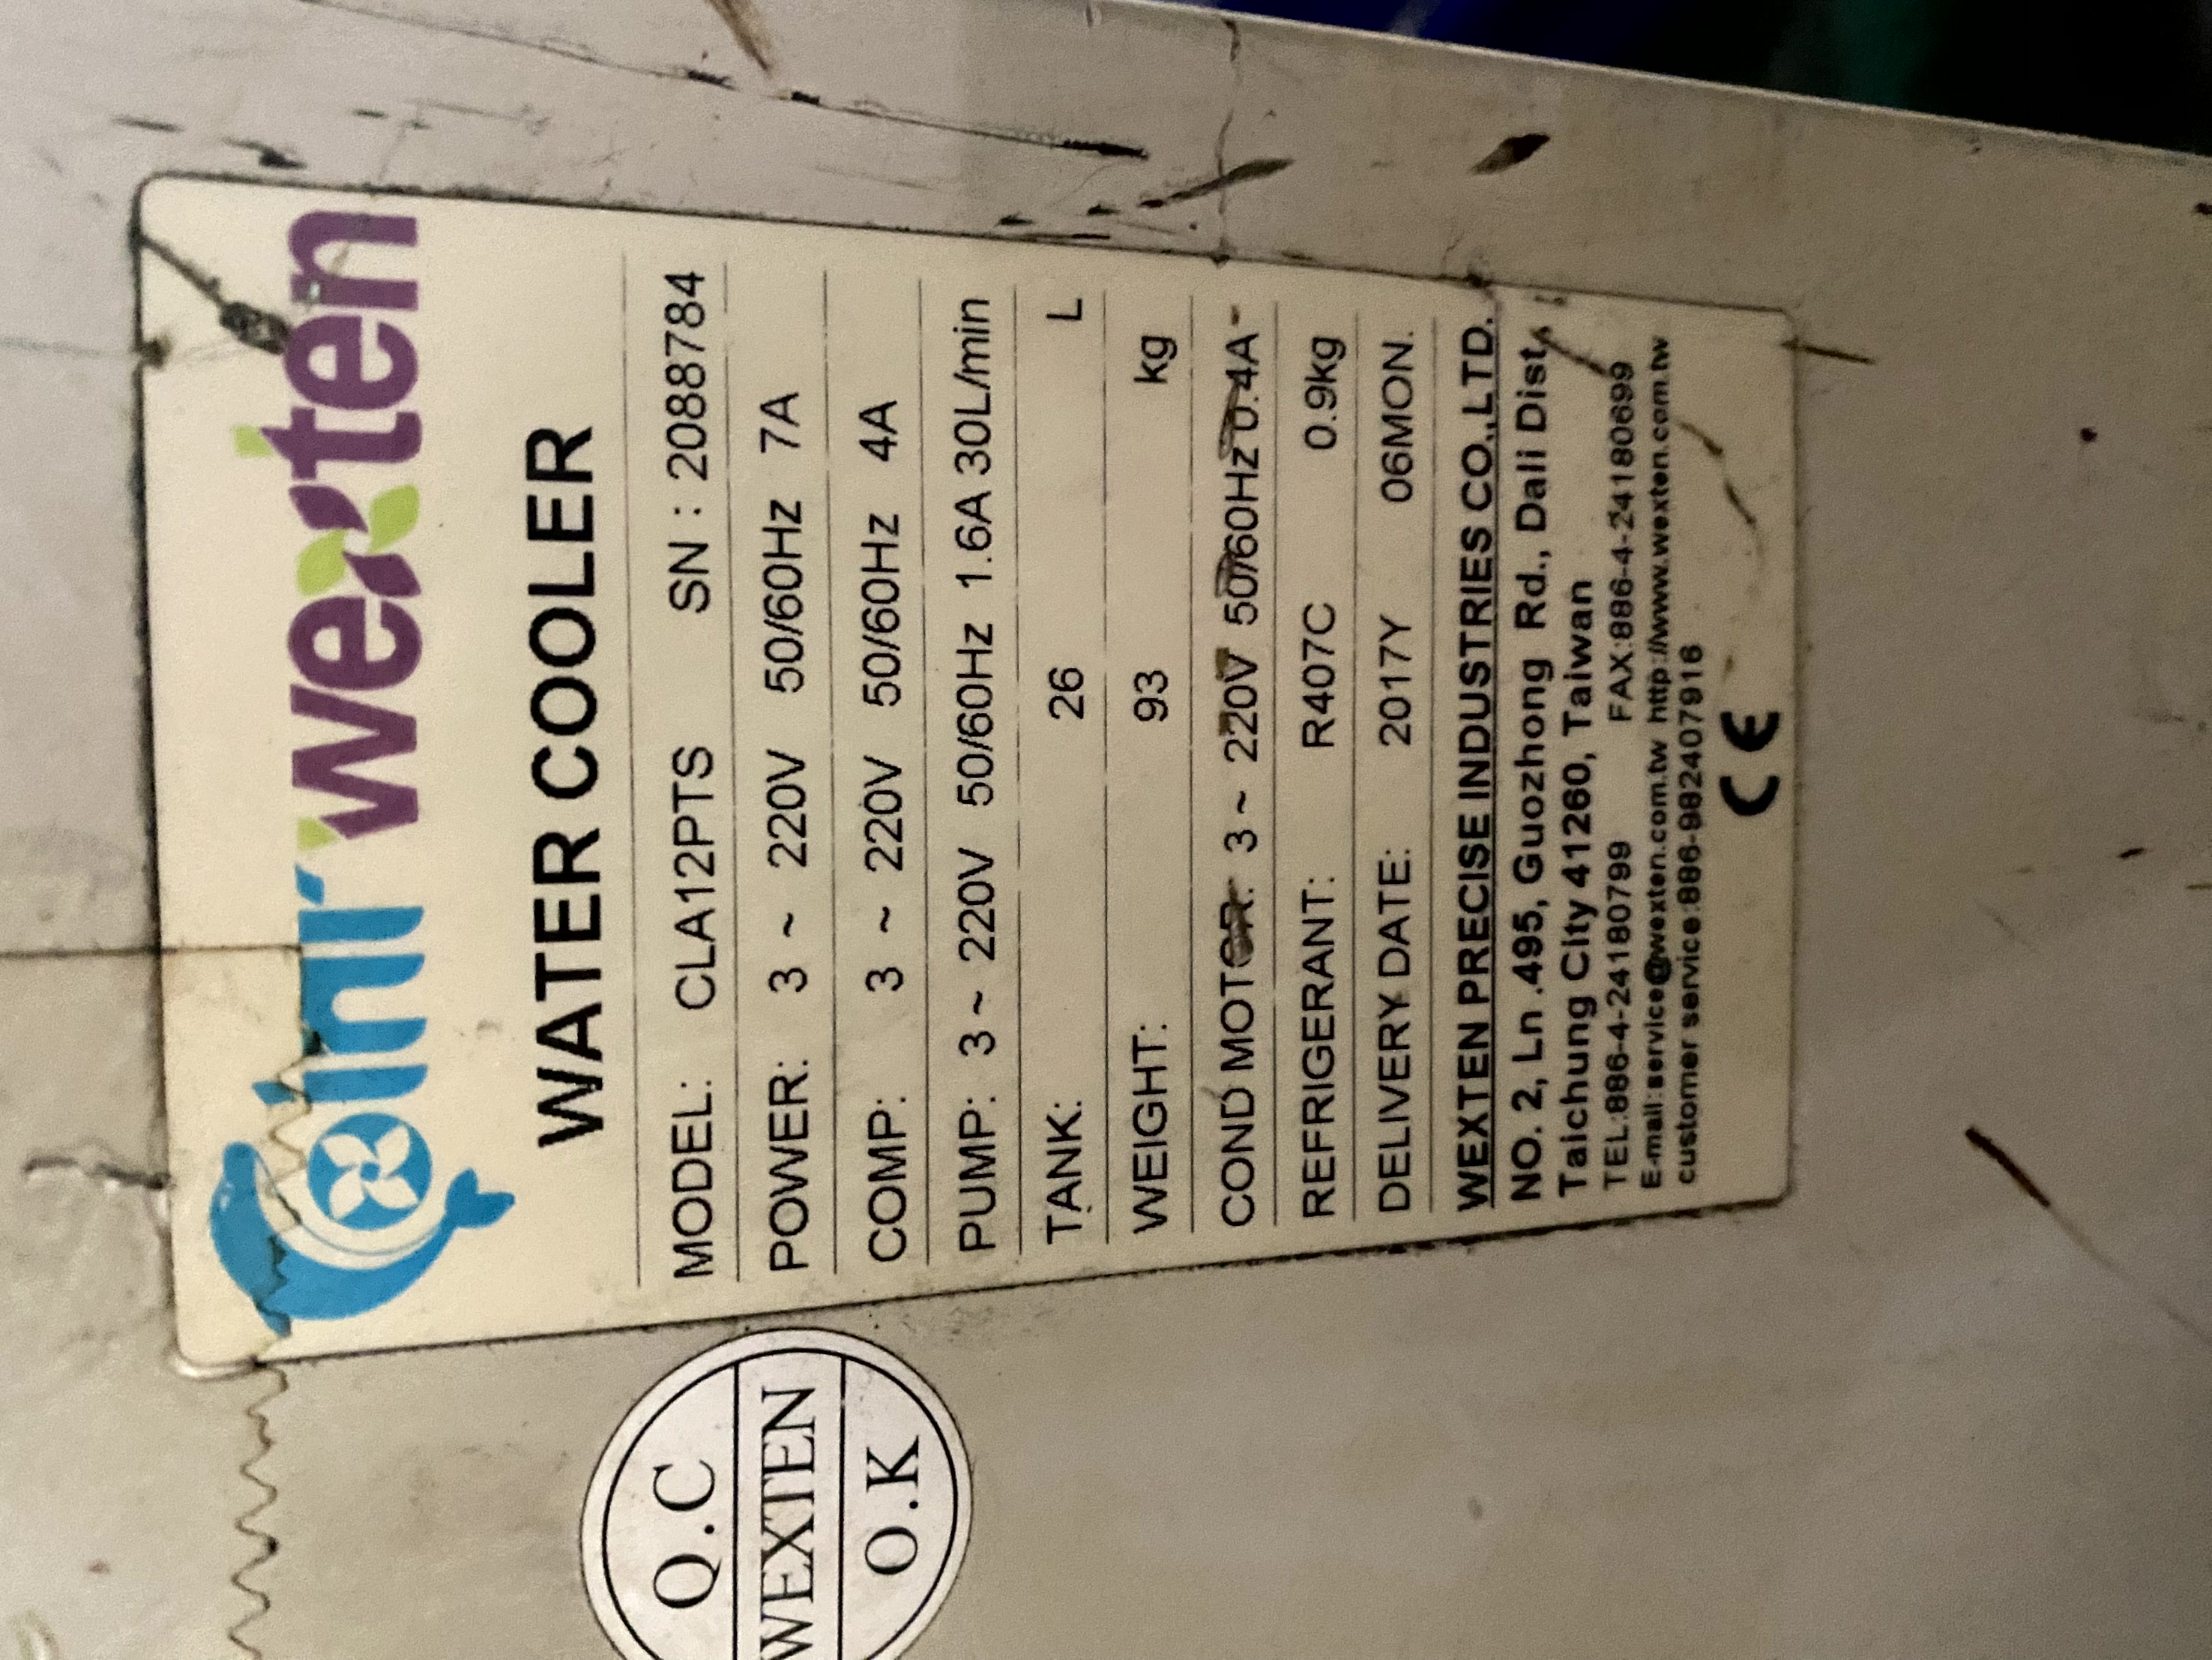 Coinr wexten
WATER COOLER
MODEL: CLA12PTS SN : 2088784
POWER: 3 ~ 220V 50/60Hz 7A
COMP: 3 ~ 220V 50/60Hz 4A
PUMP: 3 ~ 220V 50/60Hz 1.6A 30L/min
TANK: 26 L
WEIGHT: 93 kg
COND MOTOR: 3 ~ 220V 50/60Hz 0.4A
REFRIGERANT: R407C 0.9kg
DELIVERY DATE: 2017Y 06MON.
WEXTEN PRECISE INDUSTRIES CO.,LTD.
NO. 2, Ln .495, Guozhong Rd., Dali Dist.,
Taichung City 41260, Taiwan
TEL:886-4-24180799 FAX:886-4-24180699
E-mail:service@wexten.com.tw http://www.wexten.com.tw
customer service:886-982407916
CE
Q.C
WEXTEN
O.K